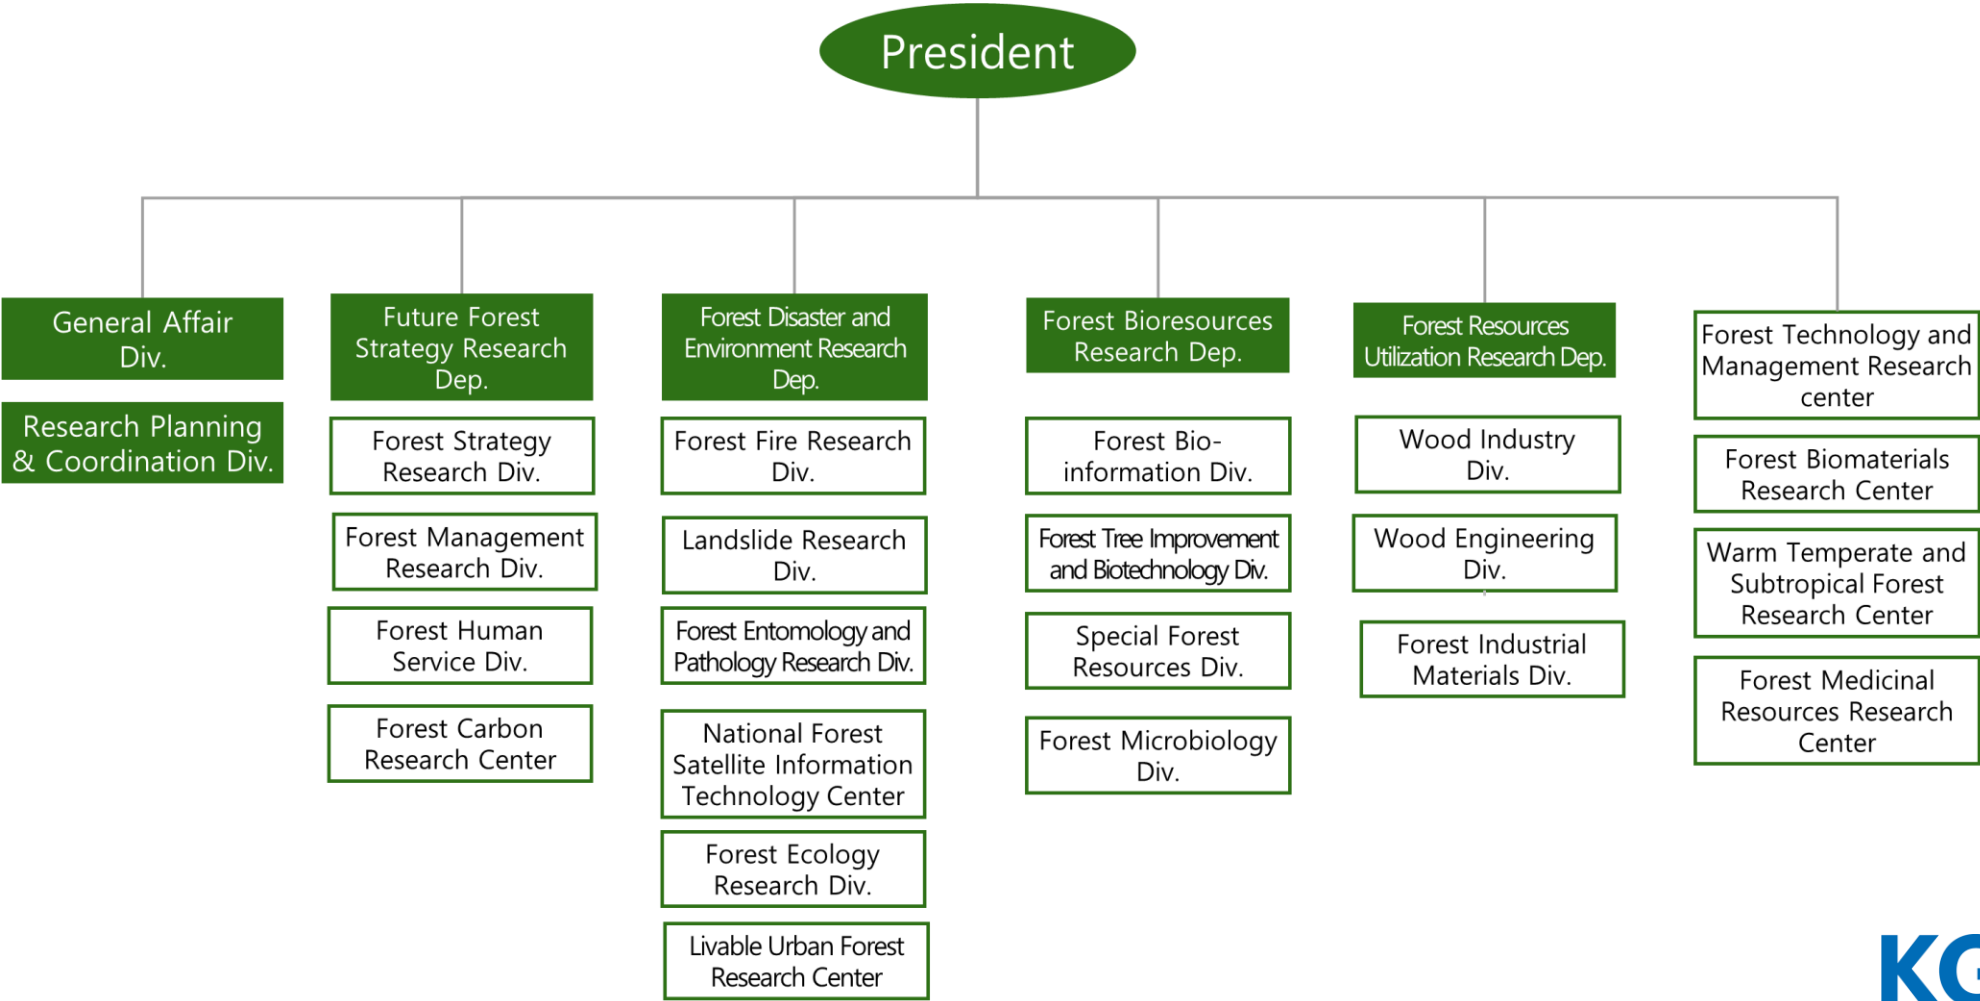 President
General Affair
Div.
Research Planning
& Coordination Div.
Future Forest
Strategy Research
Dep.
Forest Strategy
Research Div.
Forest Management
Research Div.
Forest Human
Service Div.
Forest Carbon
Research Center
Forest Disaster and
Environment Research
Dep.
Forest Fire Research
Div.
Landslide Research
Div.
Forest Entomology and
Pathology Research Div.
National Forest
Satellite Information
Technology Center
Forest Ecology
Research Div.
Livable Urban Forest
Research Center
Forest Bioresources
Research Dep.
Forest Bio-
information Div.
Forest Tree Improvement
and Biotechnology Div.
Special Forest
Resources Div.
Forest Microbiology
Div.
Forest Resources
Utilization Research Dep.
Wood Industry
Div.
Wood Engineering
Div.
Forest Industrial
Materials Div.
Forest Technology and
Management Research
center
Forest Biomaterials
Research Center
Warm Temperate and
Subtropical Forest
Research Center
Forest Medicinal
Resources Research
Center